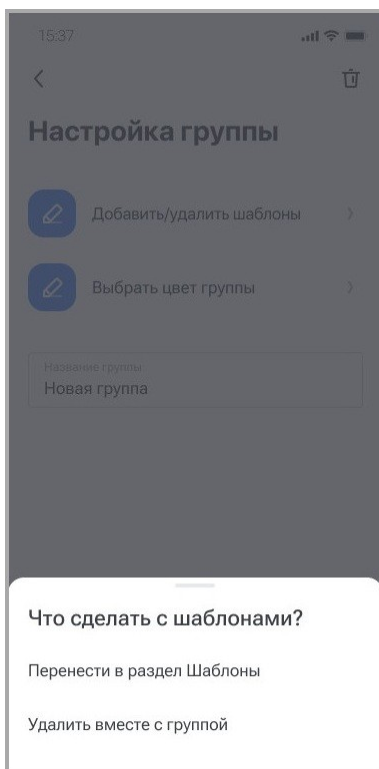 15:37
Настройка группы
Добавить/удалить шаблоны
Выбрать цвет группы
Название группы
Новая группа
Что сделать с шаблонами?
Перенести в раздел Шаблоны
Удалить вместе с группой